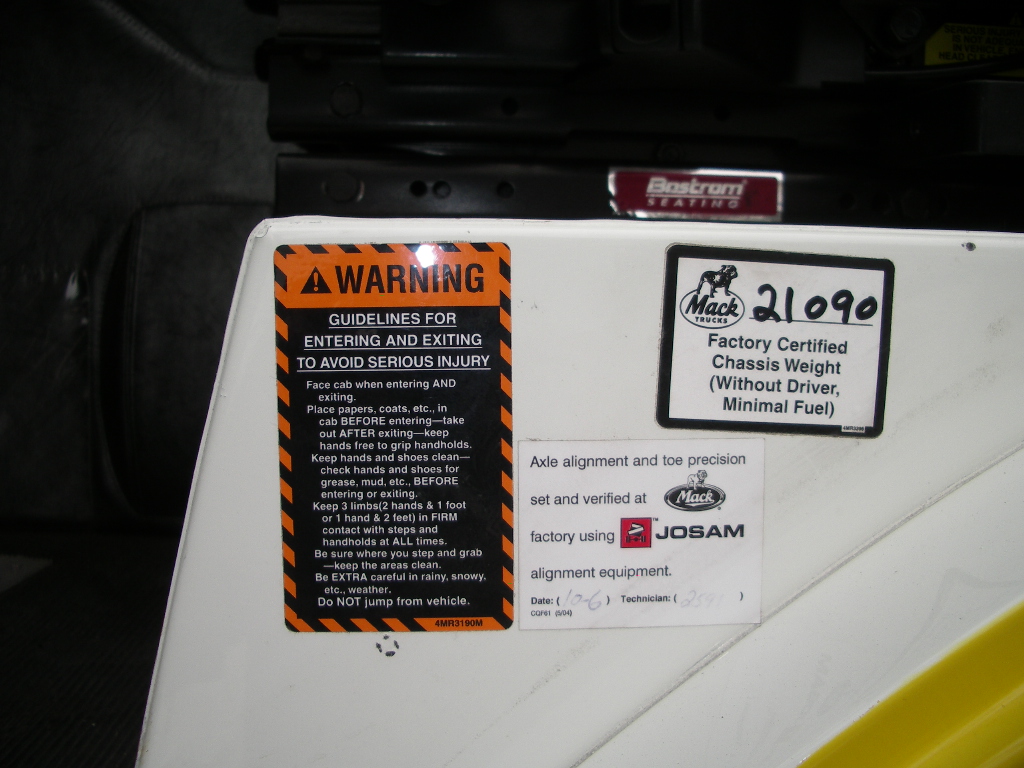 Bostrom
SEATING
WARNING
GUIDELINES FOR
ENTERING AND EXITING
TO AVOID SERIOUS INJURY
Face cab when entering AND
exiting.
Place papers, coats, etc., in
cab BEFORE entering—take
out AFTER exiting—keep
hands free to grip handholds.
Keep hands and shoes clean—
check hands and shoes for
grease, mud, etc., BEFORE
entering or exiting.
Keep 3 limbs(2 hands & 1 foot
or 1 hand & 2 feet) in FIRM
contact with steps and
handholds at ALL times.
Be sure where you step and grab
—keep the areas clean.
Be EXTRA careful in rainy, snowy,
etc., weather.
Do NOT jump from vehicle.
4MR3190M
Mack
TRUCKS
21090
Factory Certified
Chassis Weight
(Without Driver,
Minimal Fuel)
Axle alignment and toe precision
set and verified at Mack
factory using JOSAM
alignment equipment.
Date: ( 10-6 ) Technician: ( )
CQF61 (5/04)
IN VEHICLE